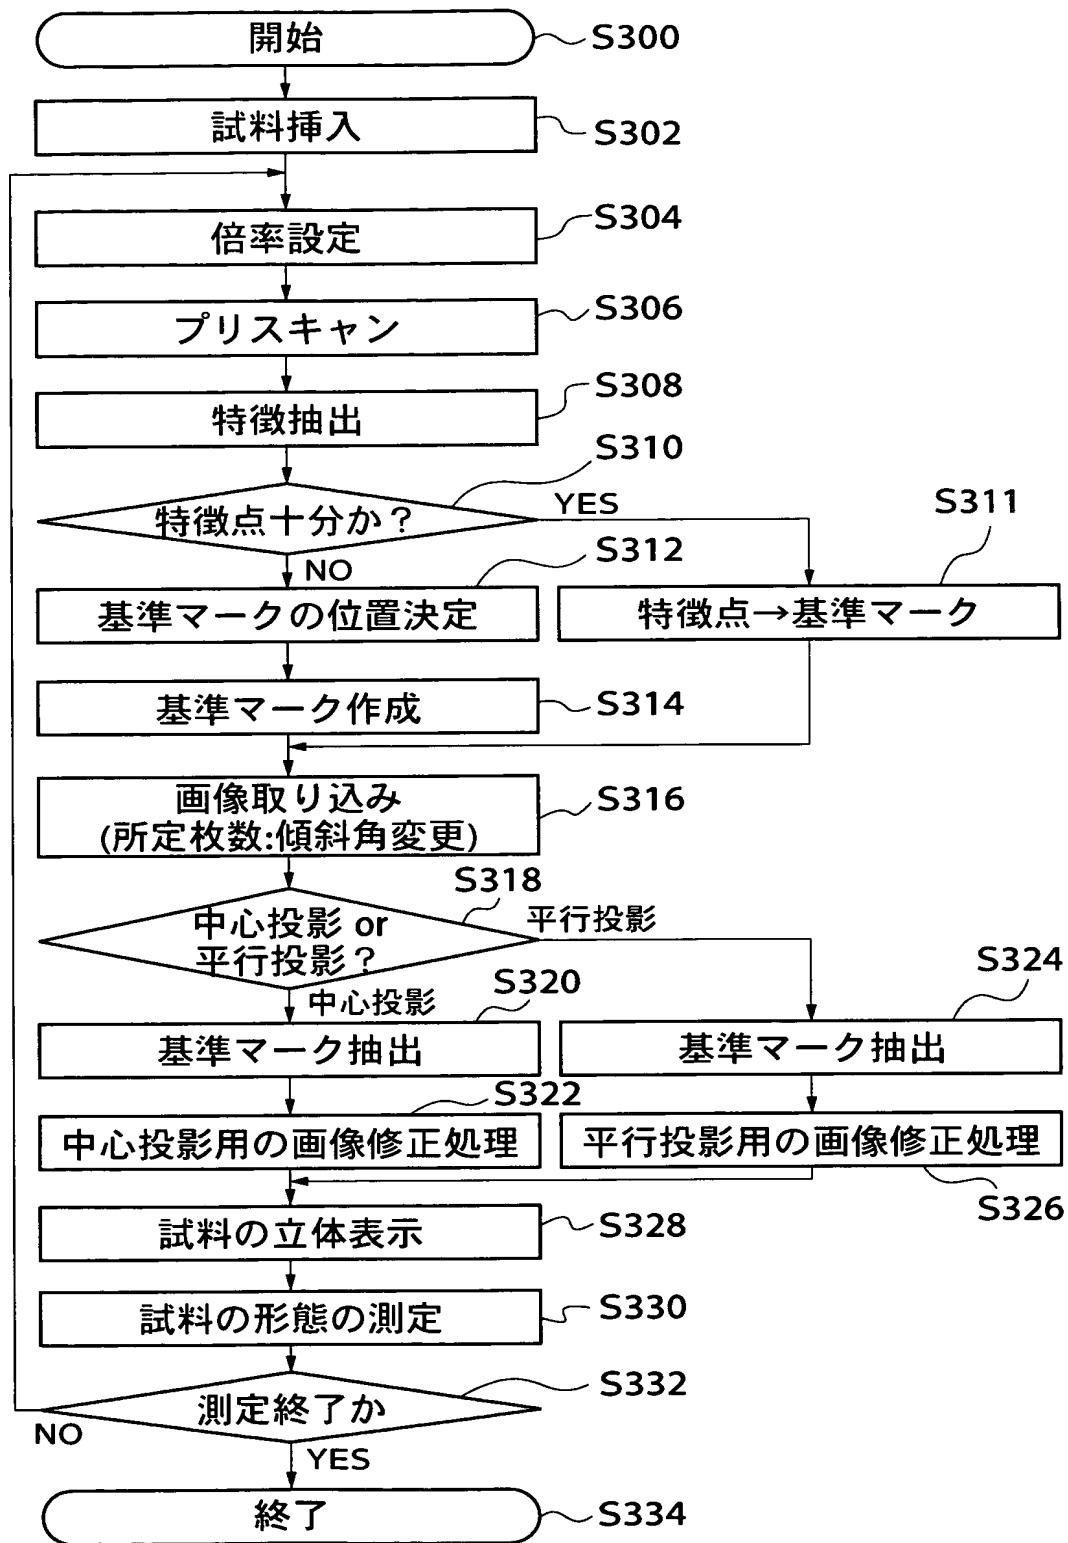 開始
S300
試料挿入
S302
倍率設定
S304
プリスキャン
S306
特徴抽出
S308
特徴点十分か？
S310
YES
NO
特徴点→基準マーク
S311
基準マークの位置決定
S312
基準マーク作成
S314
画像取り込み
(所定枚数:傾斜角変更)
S316
中心投影 or
平行投影？
S318
平行投影
中心投影
基準マーク抽出
S320
基準マーク抽出
S324
中心投影用の画像修正処理
S322
平行投影用の画像修正処理
S326
試料の立体表示
S328
試料の形態の測定
S330
測定終了か
S332
NO
YES
終了
S334